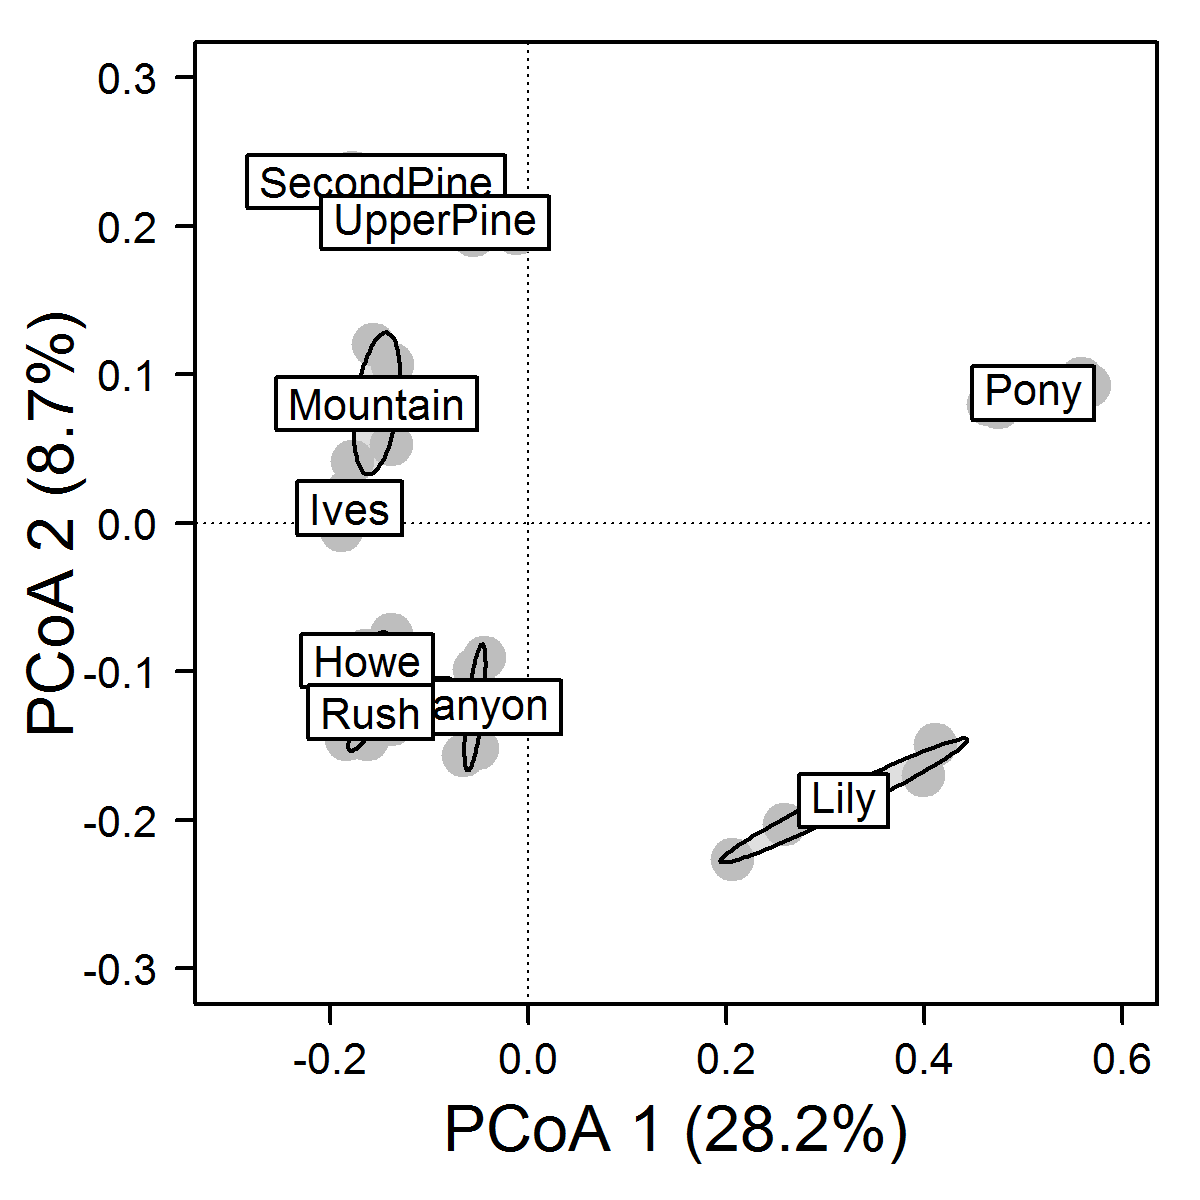 0.3
SecondPine
UpperPine
0.2
0.1
Pony
Mountain
Ives
0.0
Howe
-0.1
anyon
Rush
Lily
-0.2
-0.3
PCoA 2 (8.7%)
-0.2
0.0
0.2
0.4
0.6
PCoA 1 (28.2%)